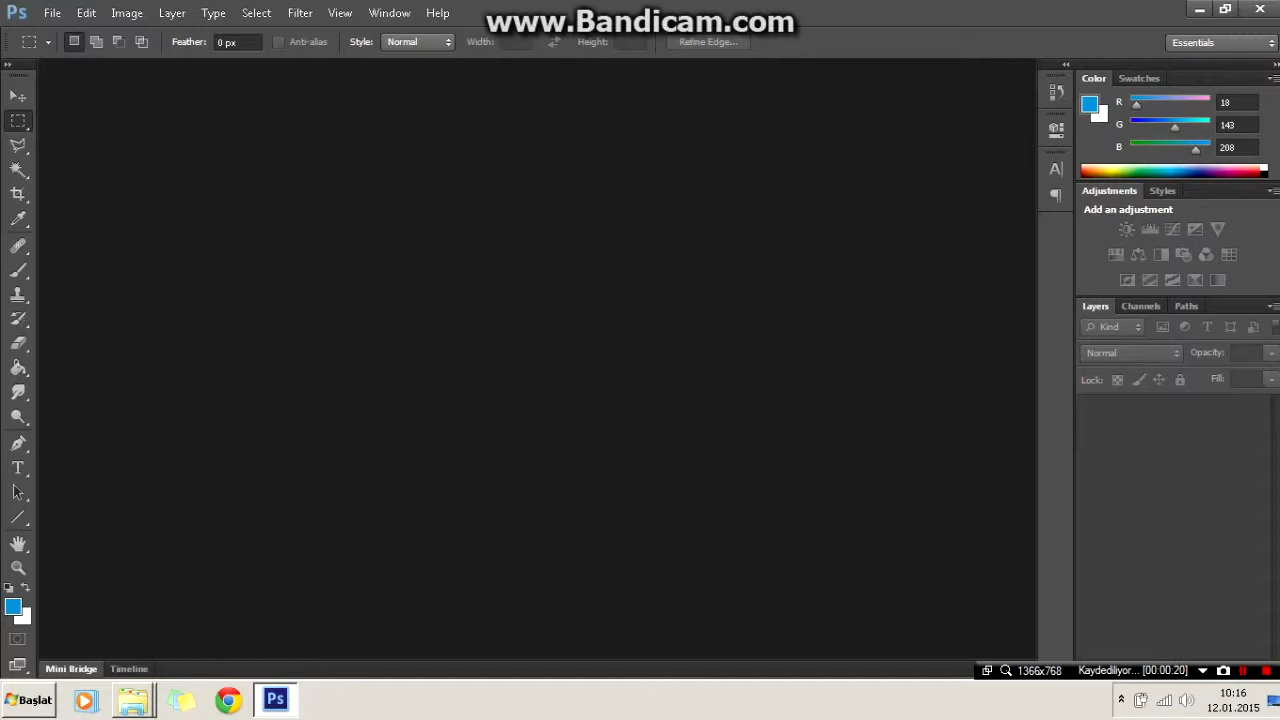 Ps File Edit Image Layer Type Select Filter View Window Help
www.Bandicam.com
Feather: 0 px Anti-alias Style: Normal Width: Height: Refine Edge... Essentials
Color Swatches
R 18
G 143
B 208
Adjustments Styles
Add an adjustment
Layers Channels Paths
Kind
Normal Opacity:
Lock: Fill:
Mini Bridge Timeline
1366x768 Kaydediliyor... [00:00:20]
Başlat Ps 10:16
12.01.2015